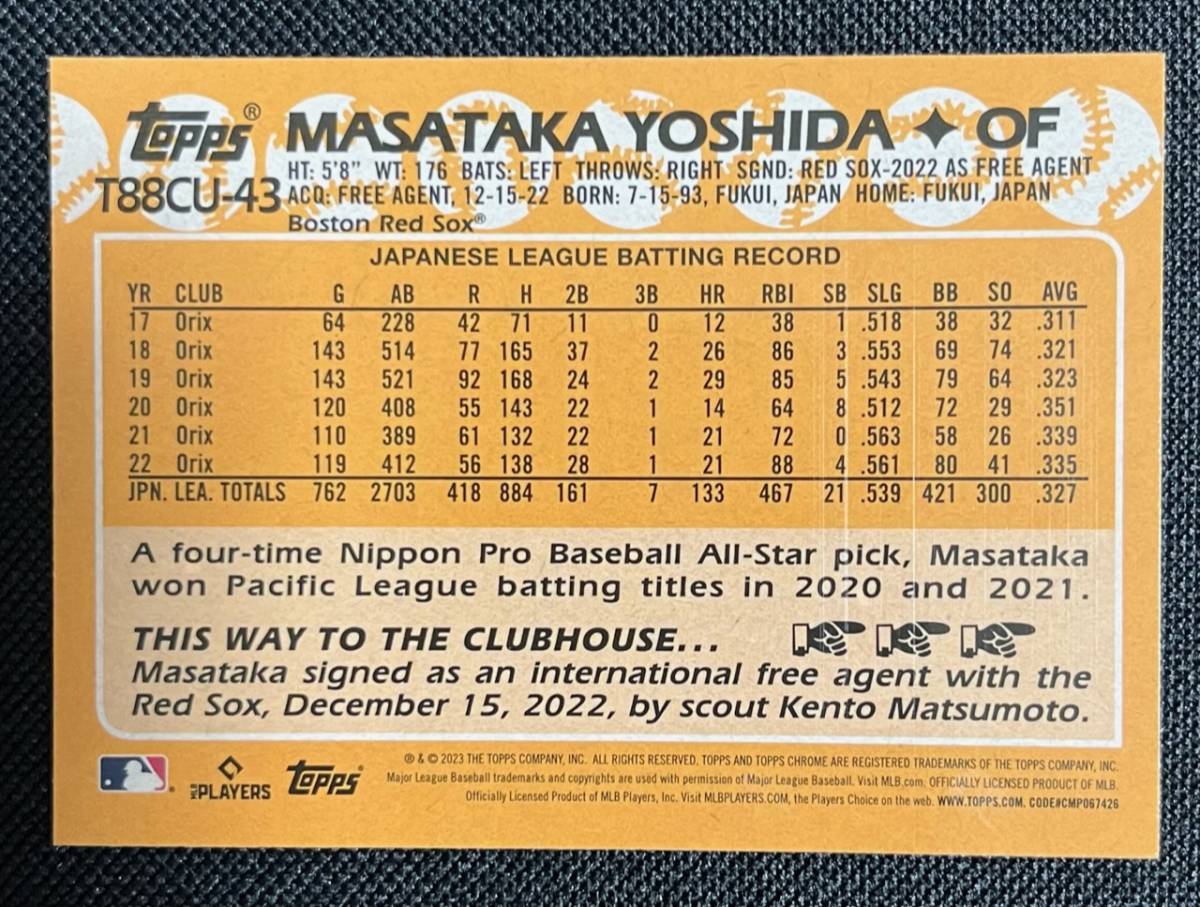 Topps®
MASATAKA YOSHIDA ✦ OF
T88CU-43
HT: 5'8" WT: 176 BATS: LEFT THROWS: RIGHT SGND: RED SOX-2022 AS FREE AGENT
ACQ: FREE AGENT, 12-15-22 BORN: 7-15-93, FUKUI, JAPAN HOME: FUKUI, JAPAN
Boston Red Sox®
JAPANESE LEAGUE BATTING RECORD
YR CLUB G AB R H 2B 3B HR RBI SB SLG BB SO AVG
17 Orix 64 228 42 71 11 0 12 38 1 .518 38 32 .311
18 Orix 143 514 77 165 37 2 26 86 3 .553 69 74 .321
19 Orix 143 521 92 168 24 2 29 85 5 .543 79 64 .323
20 Orix 120 408 55 143 22 1 14 64 8 .512 72 29 .351
21 Orix 110 389 61 132 22 1 21 72 0 .563 58 26 .339
22 Orix 119 412 56 138 28 1 21 88 4 .561 80 41 .335
JPN. LEA. TOTALS 762 2703 418 884 161 7 133 467 21 .539 421 300 .327
A four-time Nippon Pro Baseball All-Star pick, Masataka
won Pacific League batting titles in 2020 and 2021.
THIS WAY TO THE CLUBHOUSE...
Masataka signed as an international free agent with the
Red Sox, December 15, 2022, by scout Kento Matsumoto.
MLB PLAYERS
Topps®
® & © 2023 THE TOPPS COMPANY, INC. ALL RIGHTS RESERVED. TOPPS AND TOPPS CHROME ARE REGISTERED TRADEMARKS OF THE TOPPS COMPANY, INC.
Major League Baseball trademarks and copyrights are used with permission of Major League Baseball. Visit MLB.com. OFFICIALLY LICENSED PRODUCT OF MLB.
Officially Licensed Product of MLB Players, Inc. Visit MLBPLAYERS.COM, the Players Choice on the web. WWW.TOPPS.COM. CODE#CMP067426